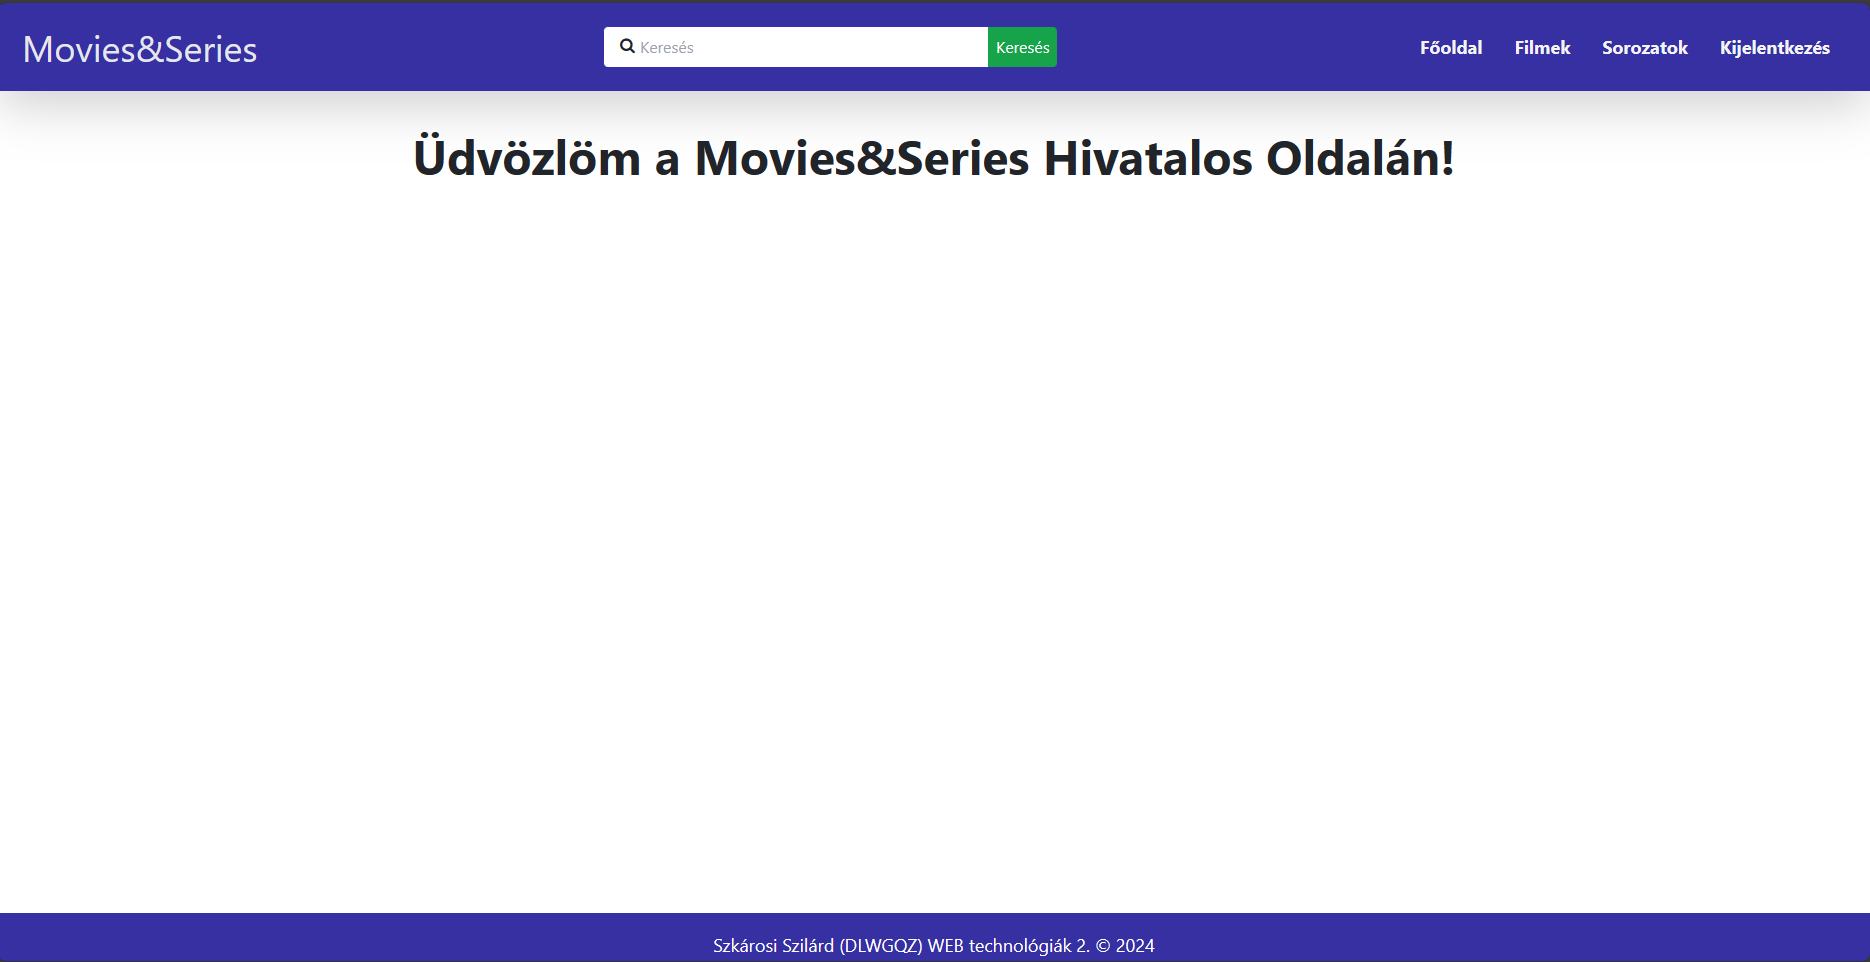 Movies&Series
Keresés
Keresés
Főoldal
Filmek
Sorozatok
Kijelentkezés
Üdvözlöm a Movies&Series Hivatalos Oldalán!
Szkárosi Szilárd (DLWGQZ) WEB technológiák 2. © 2024